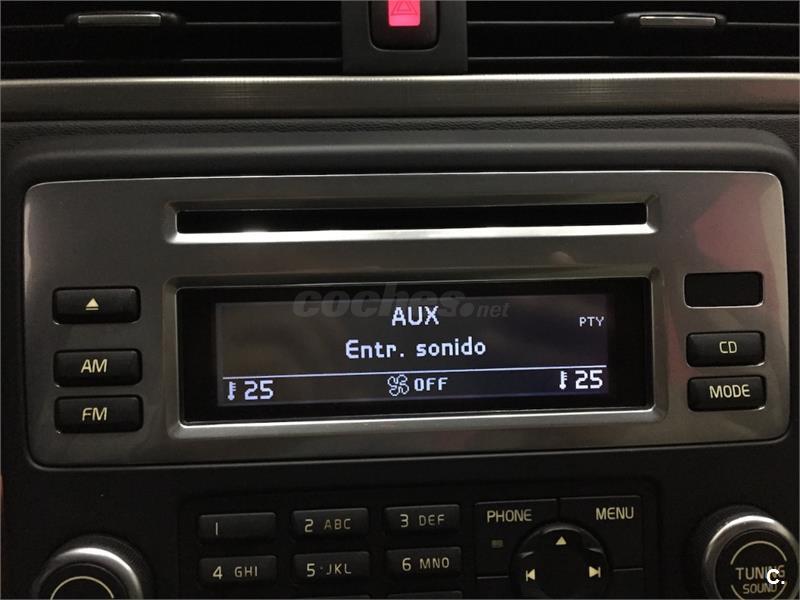 coches.net
AUX
PTY
Entr. sonido
25
OFF
25
AM
FM
CD
MODE
1
2 ABC
3 DEF
4 GHI
5 JKL
6 MNO
PHONE
MENU
TUNING
SOUND
c.